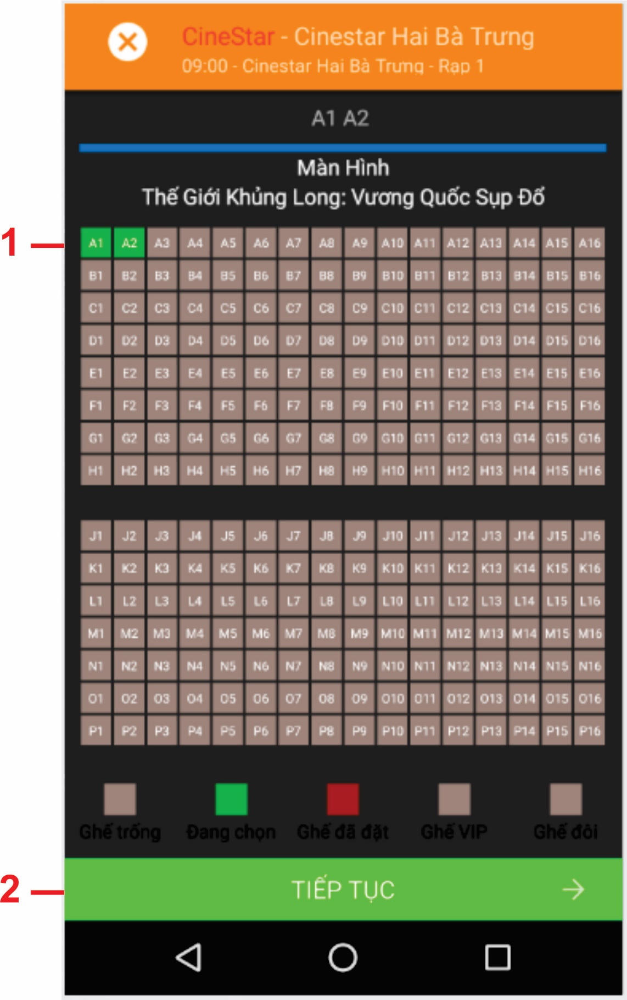 CineStar - Cinestar Hai Bà Trưng
09:00 - Cinestar Hai Bà Trưng - Rạp 1
A1 A2
Màn Hình
Thế Giới Khủng Long: Vương Quốc Sụp Đổ
1
A1 A2 A3 A4 A5 A6 A7 A8 A9 A10 A11 A12 A13 A14 A15 A16
B1 B2 B3 B4 B5 B6 B7 B8 B9 B10 B11 B12 B13 B14 B15 B16
C1 C2 C3 C4 C5 C6 C7 C8 C9 C10 C11 C12 C13 C14 C15 C16
D1 D2 D3 D4 D5 D6 D7 D8 D9 D10 D11 D12 D13 D14 D15 D16
E1 E2 E3 E4 E5 E6 E7 E8 E9 E10 E11 E12 E13 E14 E15 E16
F1 F2 F3 F4 F5 F6 F7 F8 F9 F10 F11 F12 F13 F14 F15 F16
G1 G2 G3 G4 G5 G6 G7 G8 G9 G10 G11 G12 G13 G14 G15 G16
H1 H2 H3 H4 H5 H6 H7 H8 H9 H10 H11 H12 H13 H14 H15 H16
J1 J2 J3 J4 J5 J6 J7 J8 J9 J10 J11 J12 J13 J14 J15 J16
K1 K2 K3 K4 K5 K6 K7 K8 K9 K10 K11 K12 K13 K14 K15 K16
L1 L2 L3 L4 L5 L6 L7 L8 L9 L10 L11 L12 L13 L14 L15 L16
M1 M2 M3 M4 M5 M6 M7 M8 M9 M10 M11 M12 M13 M14 M15 M16
N1 N2 N3 N4 N5 N6 N7 N8 N9 N10 N11 N12 N13 N14 N15 N16
O1 O2 O3 O4 O5 O6 O7 O8 O9 O10 O11 O12 O13 O14 O15 O16
P1 P2 P3 P4 P5 P6 P7 P8 P9 P10 P11 P12 P13 P14 P15 P16
Ghế trống Đang chọn Ghế đã đặt Ghế VIP Ghế đôi
2
TIẾP TỤC